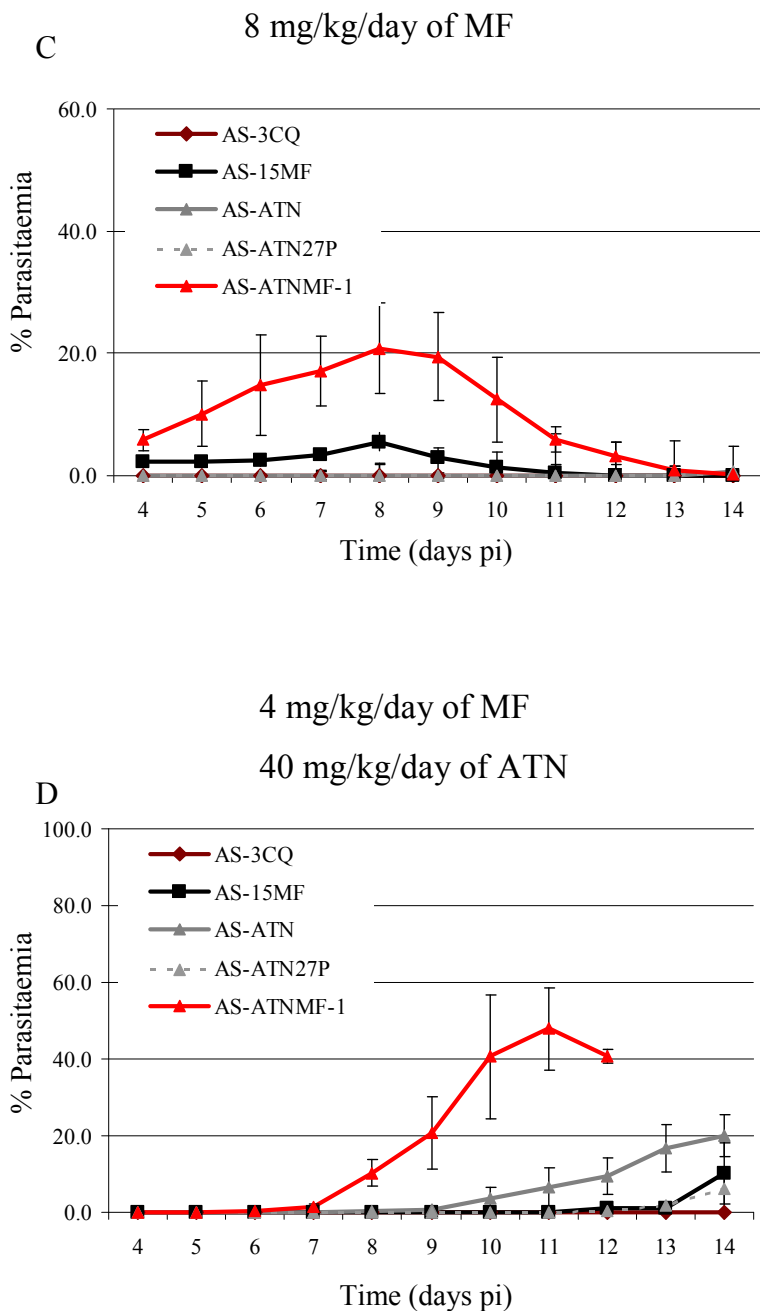 8 mg/kg/day of MF
C
60.0
40.0
20.0
0.0
% Parasitaemia
AS-3CQ
AS-15MF
AS-ATN
AS-ATN27P
AS-ATNMF-1
4 5 6 7 8 9 10 11 12 13 14
Time (days pi)
4 mg/kg/day of MF
40 mg/kg/day of ATN
D
100.0
80.0
60.0
40.0
20.0
0.0
% Parasitaemia
AS-3CQ
AS-15MF
AS-ATN
AS-ATN27P
AS-ATNMF-1
4 5 6 7 8 9 10 11 12 13 14
Time (days pi)